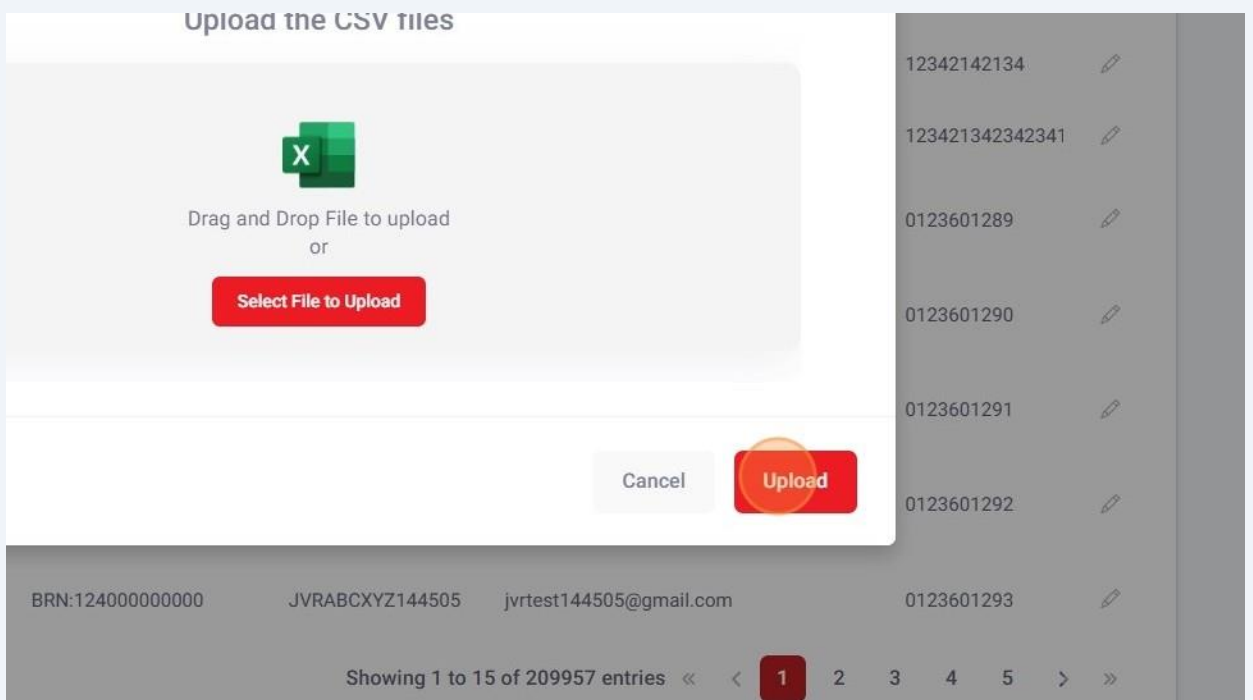 Upload the CSV files
12342142134
X
123421342342341
Drag and Drop File to upload
or
0123601289
Select File to Upload
0123601290
0123601291
Cancel
Upload
0123601292
BRN:124000000000 JVRABCXYZ144505 jvrtest144505@gmail.com 0123601293
Showing 1 to 15 of 209957 entries « < 1 2 3 4 5 > »